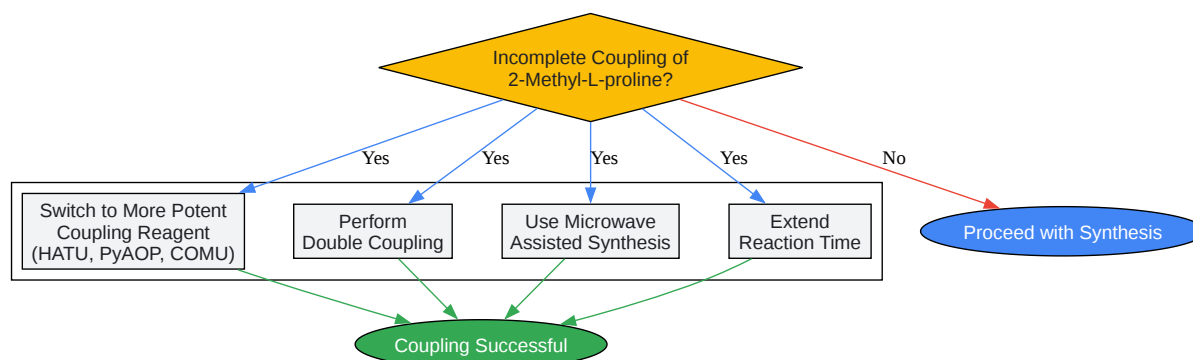 Incomplete Coupling of
2-Methyl-L-proline?
Yes
Yes
Yes
Yes
No
Switch to More Potent
Coupling Reagent
(HATU, PyAOP, COMU)
Perform
Double Coupling
Use Microwave
Assisted Synthesis
Extend
Reaction Time
Proceed with Synthesis
Coupling Successful